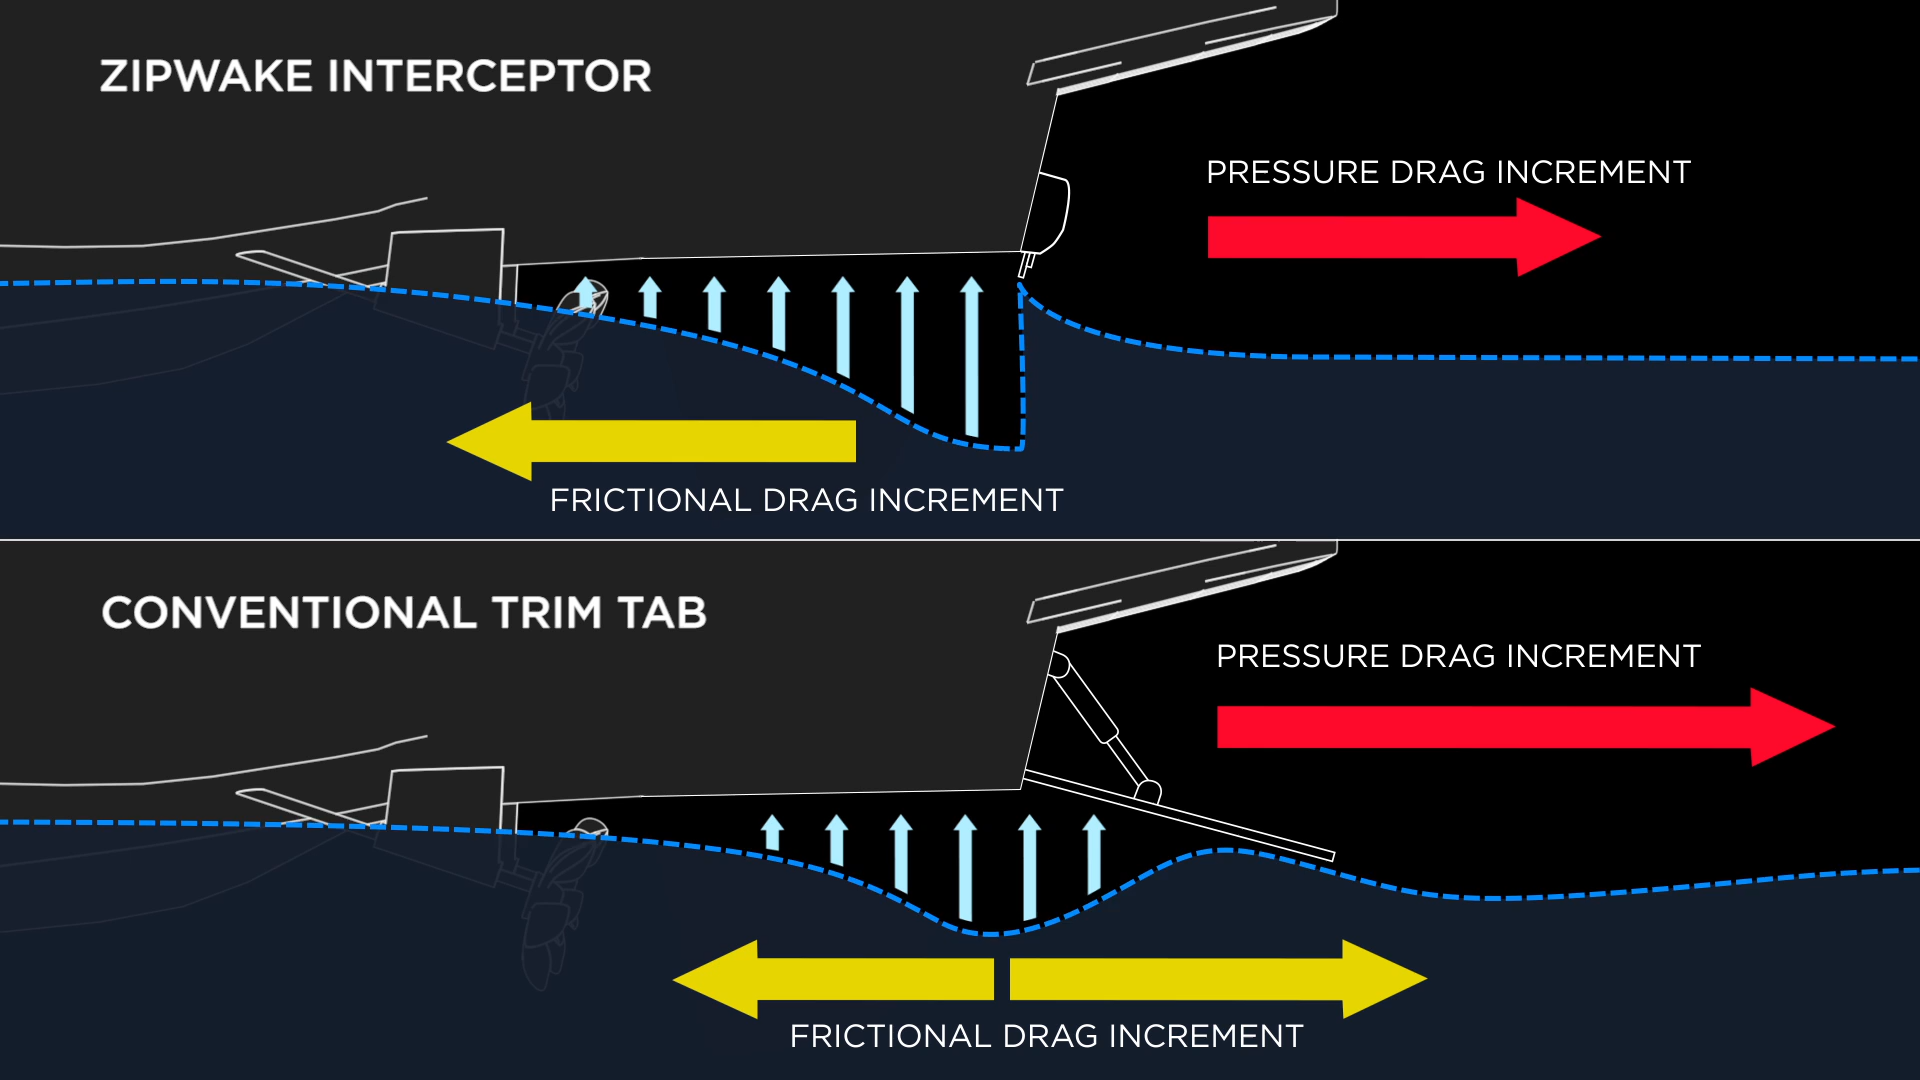 ZIPWAKE INTERCEPTOR
PRESSURE DRAG INCREMENT
FRICTIONAL DRAG INCREMENT
CONVENTIONAL TRIM TAB
PRESSURE DRAG INCREMENT
FRICTIONAL DRAG INCREMENT